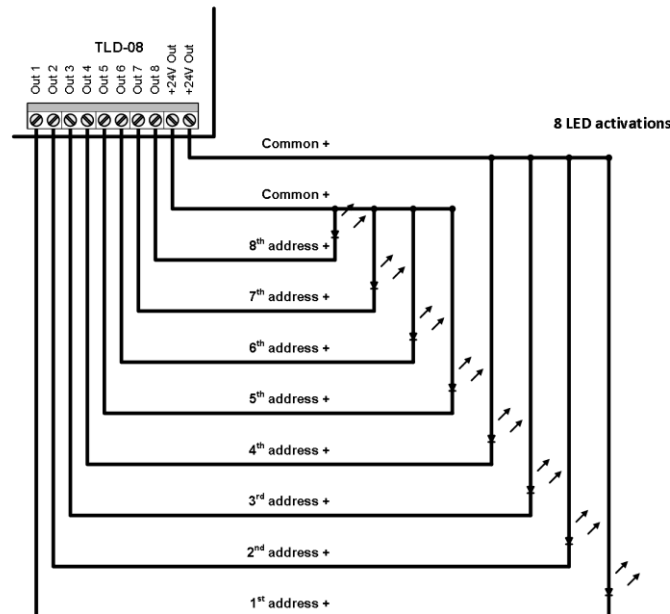 TLD-08
Out 1
Out 2
Out 3
Out 4
Out 5
Out 6
Out 7
Out 8
+24V Out
+24V Out
8 LED activations
Common +
Common +
8th address +
7th address +
6th address +
5th address +
4th address +
3rd address +
2nd address +
1st address +